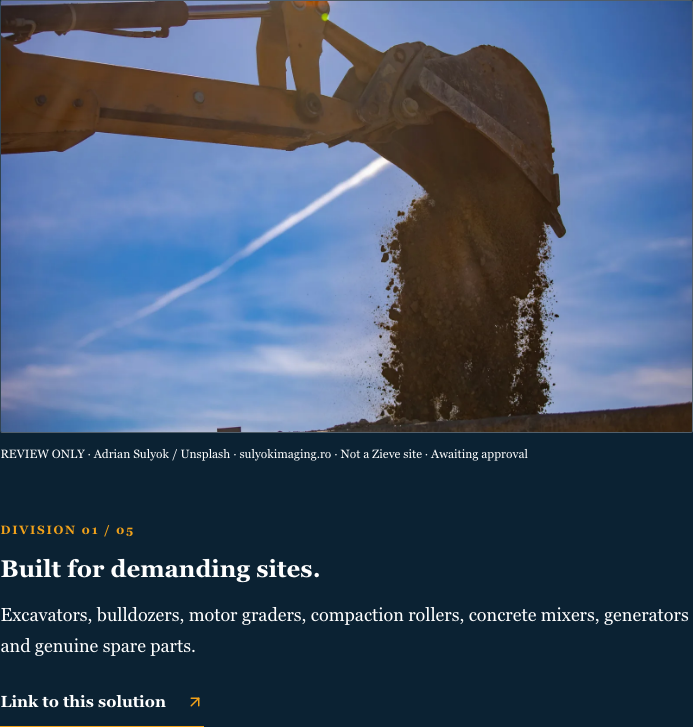 REVIEW ONLY · Adrian Sulyok / Unsplash · sulyokimaging.ro · Not a Zieve site · Awaiting approval
DIVISION 01 / 05
Built for demanding sites.
Excavators, bulldozers, motor graders, compaction rollers, concrete mixers, generators
and genuine spare parts.
Link to this solution